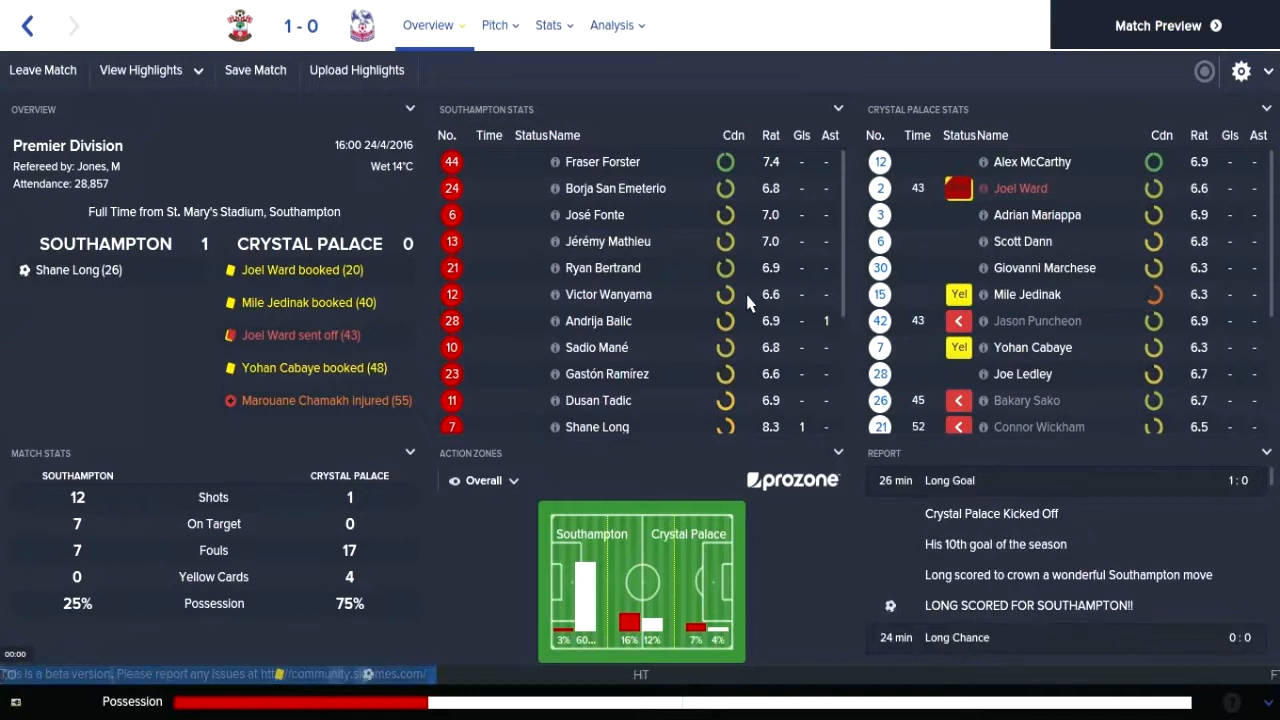 1 - 0 Overview Pitch Stats Analysis Match Preview
Leave Match View Highlights Save Match Upload Highlights
OVERVIEW
Premier Division 16:00 24/4/2016
Refereed by: Jones, M Wet 14°C
Attendance: 28,857
Full Time from St. Mary's Stadium, Southampton
SOUTHAMPTON 1 CRYSTAL PALACE 0
Shane Long (26) Joel Ward booked (20)
Mile Jedinak booked (40)
Joel Ward sent off (43)
Yohan Cabaye booked (48)
Marouane Chamakh injured (55)
SOUTHAMPTON STATS
No. Time Status Name Cdn Rat Gls Ast
44 Fraser Forster 7.4 - -
24 Borja San Emeterio 6.8 - -
6 José Fonte 7.0 - -
13 Jérémy Mathieu 7.0 - -
21 Ryan Bertrand 6.9 - -
12 Victor Wanyama 6.6 - -
28 Andrija Balic 6.9 - 1
10 Sadio Mané 6.8 - -
23 Gastón Ramírez 6.6 - -
11 Dusan Tadic 6.9 - -
7 Shane Long 8.3 1 -
CRYSTAL PALACE STATS
No. Time Status Name Cdn Rat Gls Ast
12 Alex McCarthy 6.9 - -
2 43 Joel Ward 6.6 - -
3 Adrian Mariappa 6.9 - -
6 Scott Dann 6.8 - -
30 Giovanni Marchese 6.3 - -
15 Yel Mile Jedinak 6.3 - -
42 43 Jason Puncheon 6.9 - -
7 Yel Yohan Cabaye 6.3 - -
28 Joe Ledley 6.7 - -
26 45 Bakary Sako 6.7 - -
21 52 Connor Wickham 6.5 - -
MATCH STATS
SOUTHAMPTON CRYSTAL PALACE
12 Shots 1
7 On Target 0
7 Fouls 17
0 Yellow Cards 4
25% Possession 75%
ACTION ZONES
Overall prozone
Southampton Crystal Palace
3% 60... 16% 12% 7% 4%
REPORT
26 min Long Goal 1 : 0
Crystal Palace Kicked Off
His 10th goal of the season
Long scored to crown a wonderful Southampton move
LONG SCORED FOR SOUTHAMPTON!!
24 min Long Chance 0 : 0
00:00
is a beta version. Please report any issues at HT
Possession